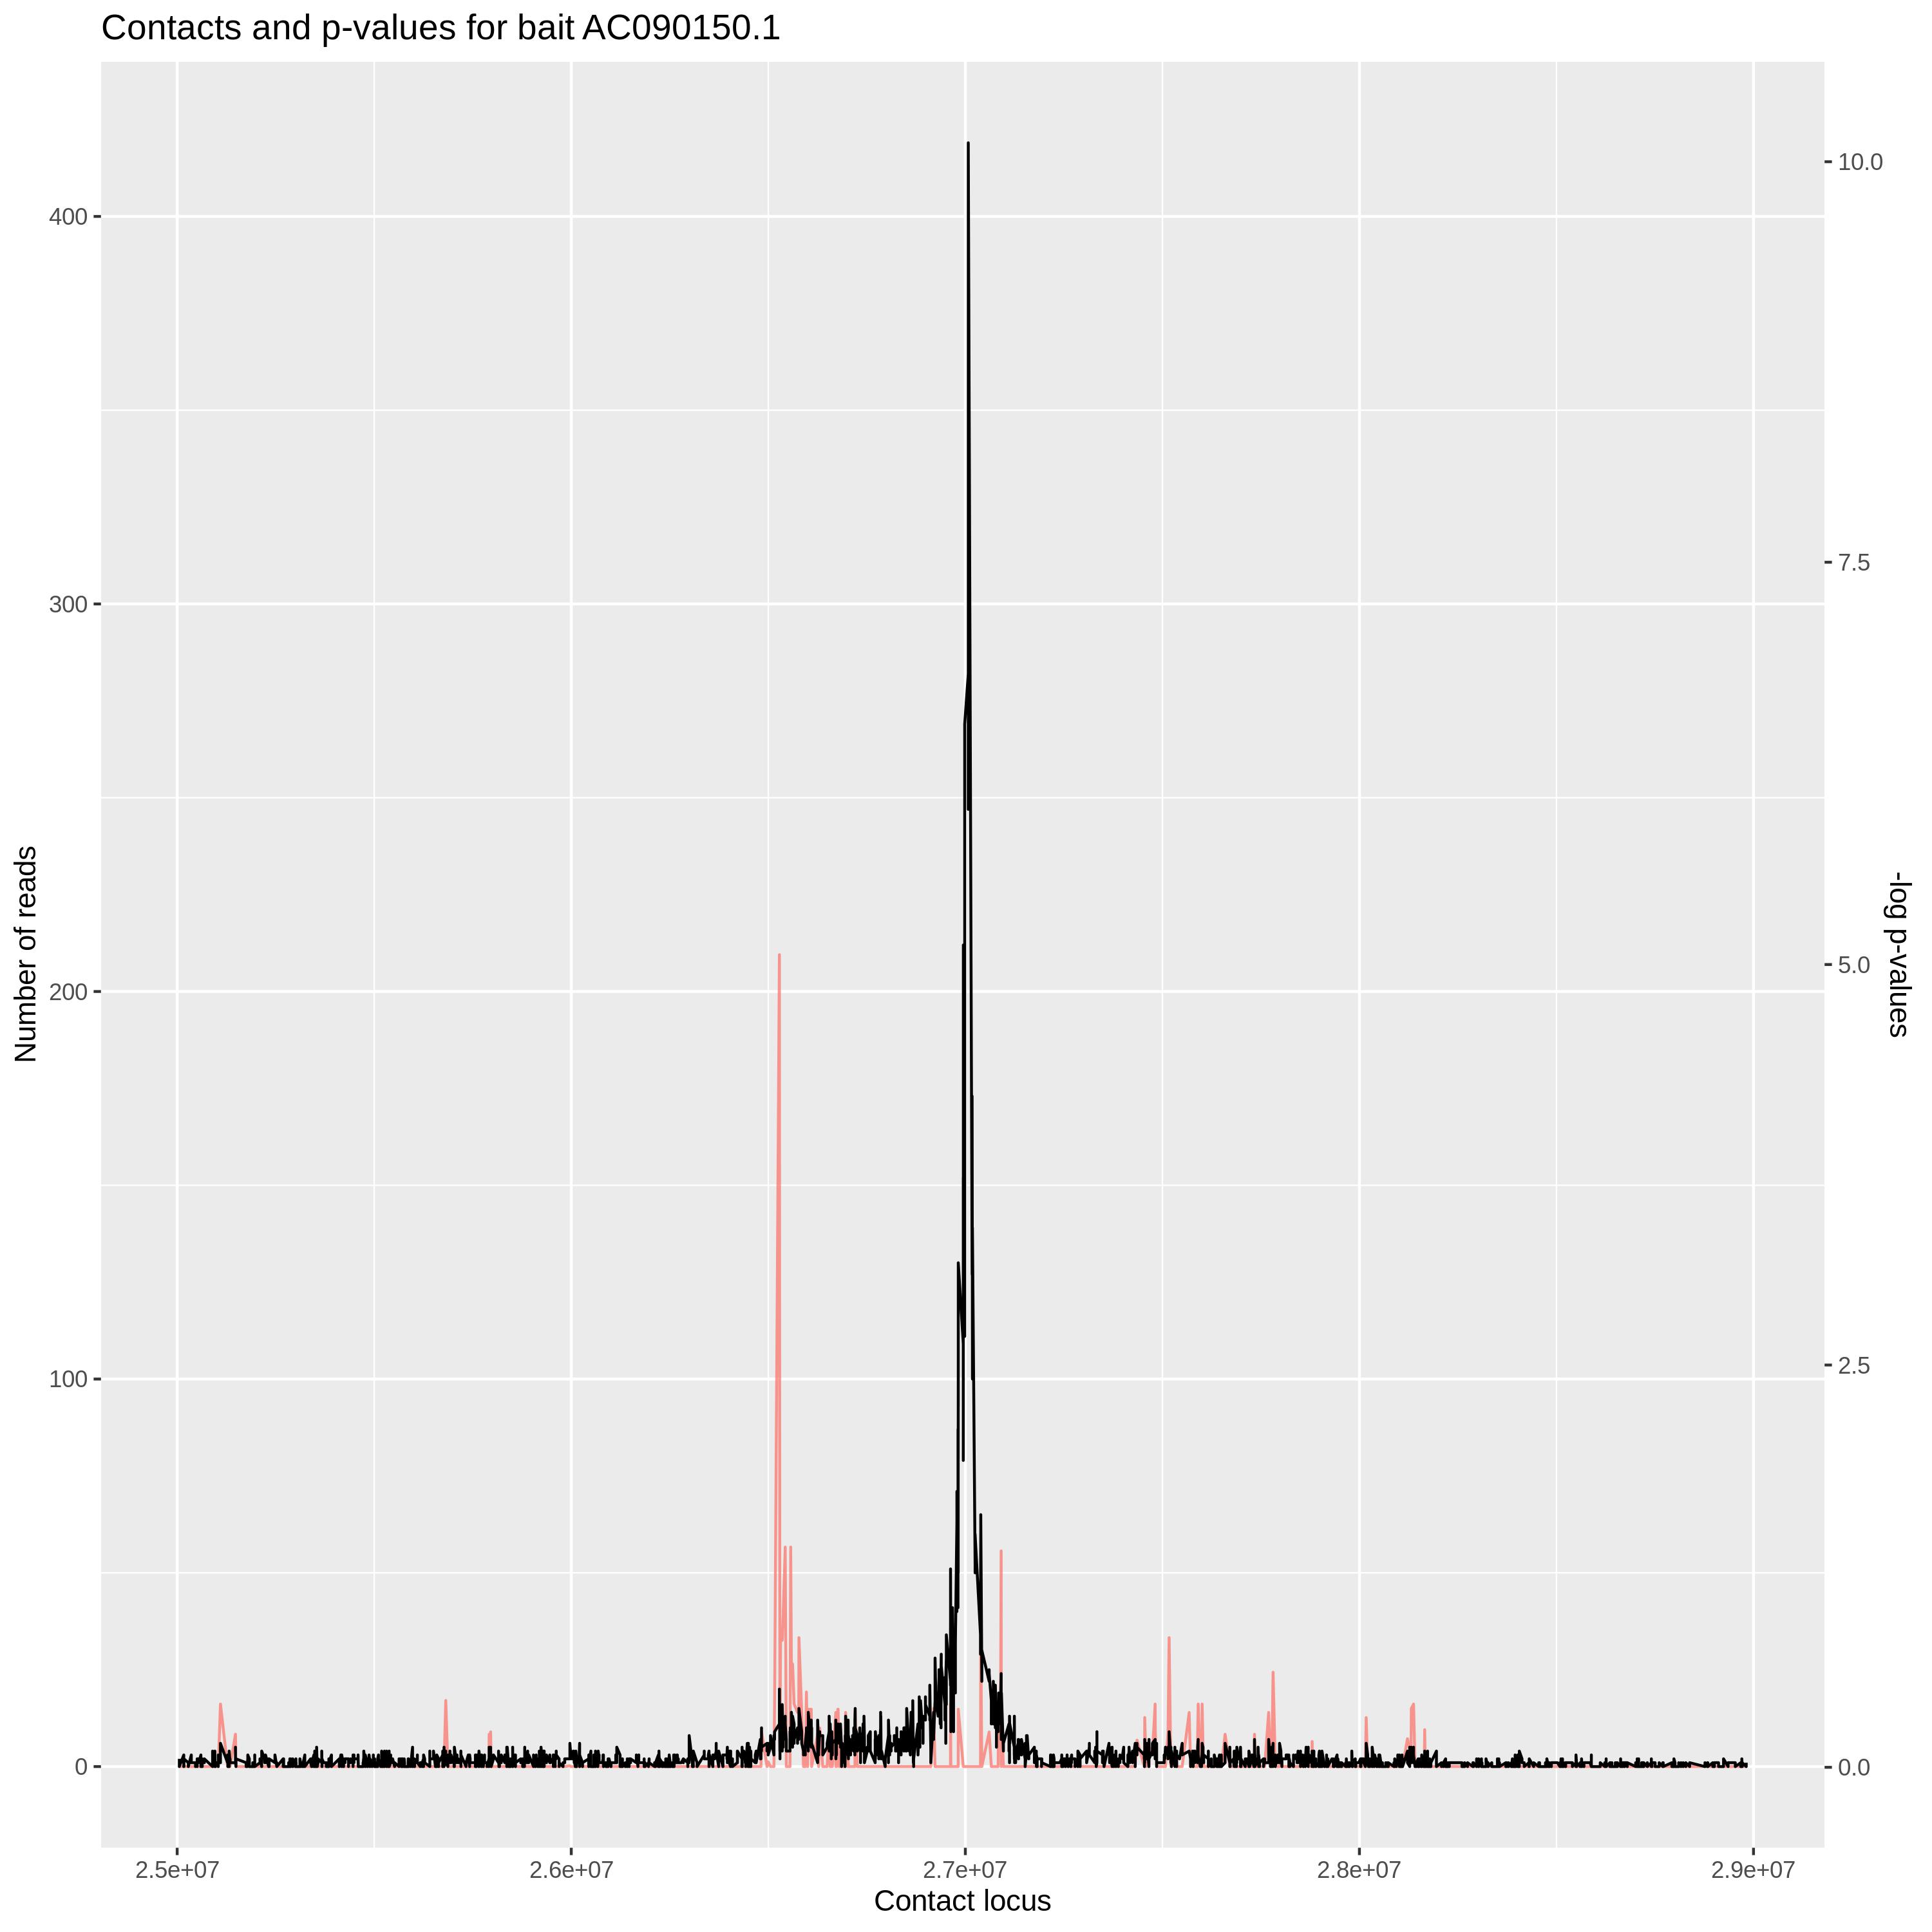 Contacts and p-values for bait AC090150.1
Number of reads
400
300
200
100
0
10.0
7.5
5.0
2.5
0.0
-log p-values
2.5e+07
2.6e+07
2.7e+07
2.8e+07
2.9e+07
Contact locus